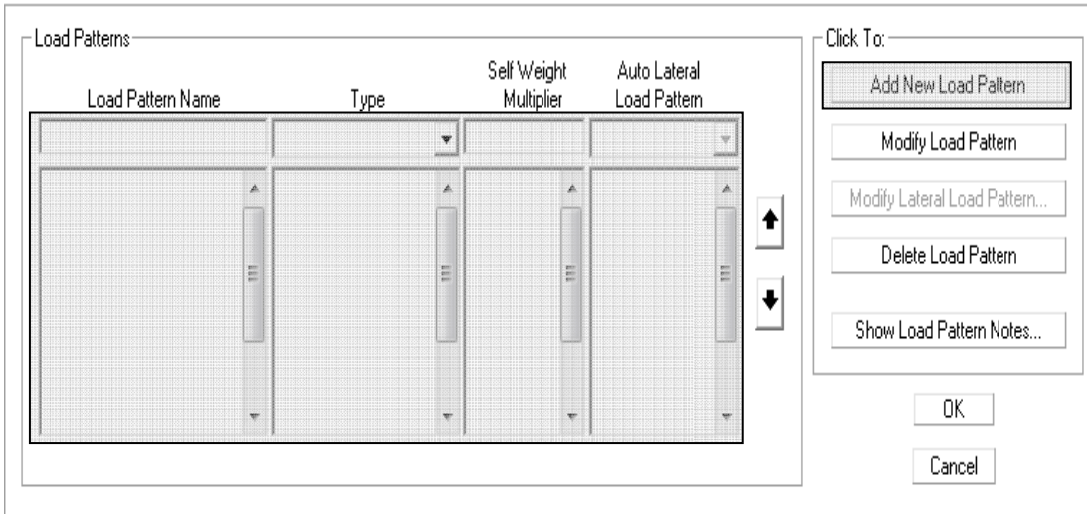 Load Patterns
Load Pattern Name
Type
Self Weight
Multiplier
Auto Lateral
Load Pattern
Click To:
Add New Load Pattern
Modify Load Pattern
Modify Lateral Load Pattern...
Delete Load Pattern
Show Load Pattern Notes...
OK
Cancel